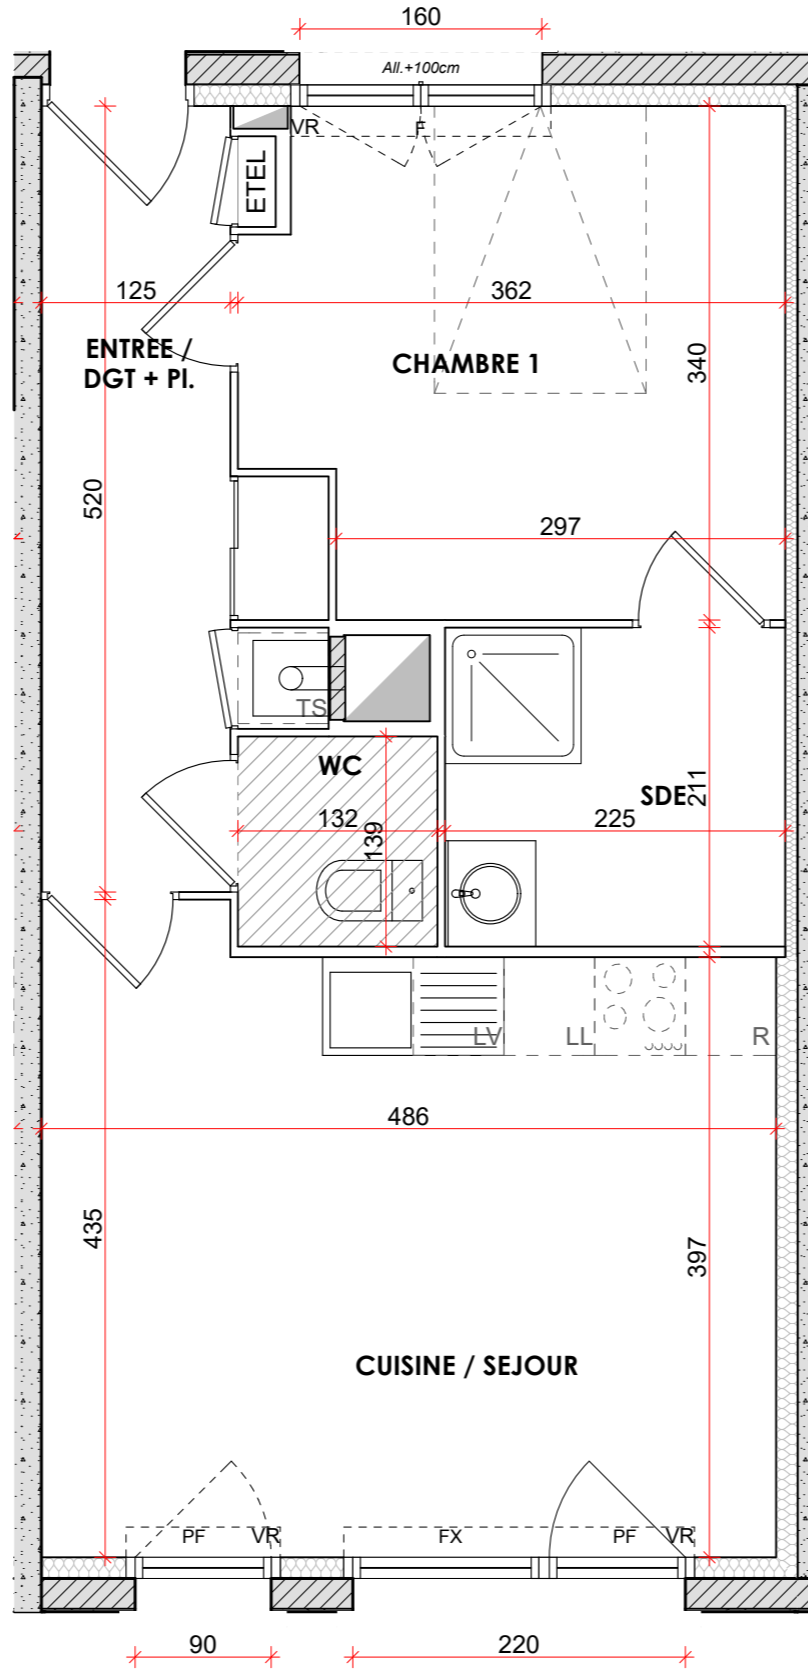 160
All.+100cm
VR
F
ETEL
125
362
ENTREE /
DGT + Pl.
CHAMBRE 1
340
520
297
TS
WC
SDE
211
132
139
225
LV
LL
R
486
435
397
CUISINE / SEJOUR
PF
VR
FX
PF
VR
90
220